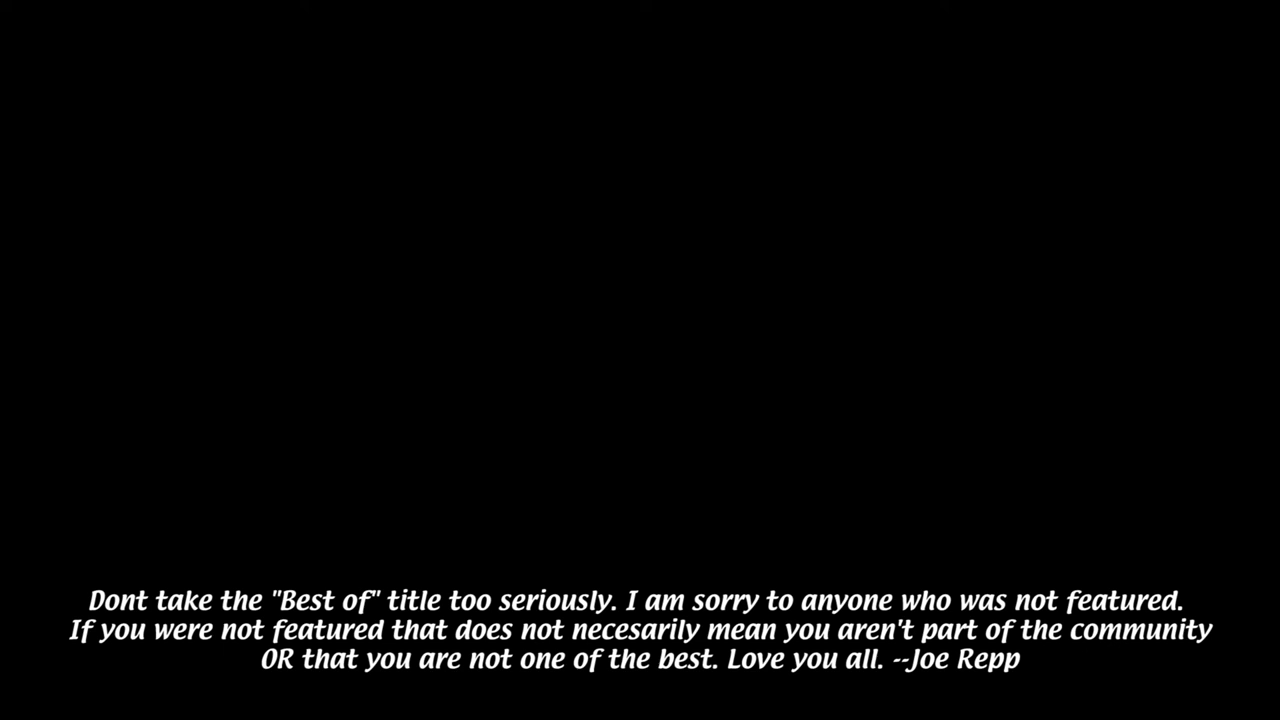 Dont take the "Best of" title too seriously. I am sorry to anyone who was not featured.
If you were not featured that does not necesarily mean you aren't part of the community
OR that you are not one of the best. Love you all. --Joe Repp